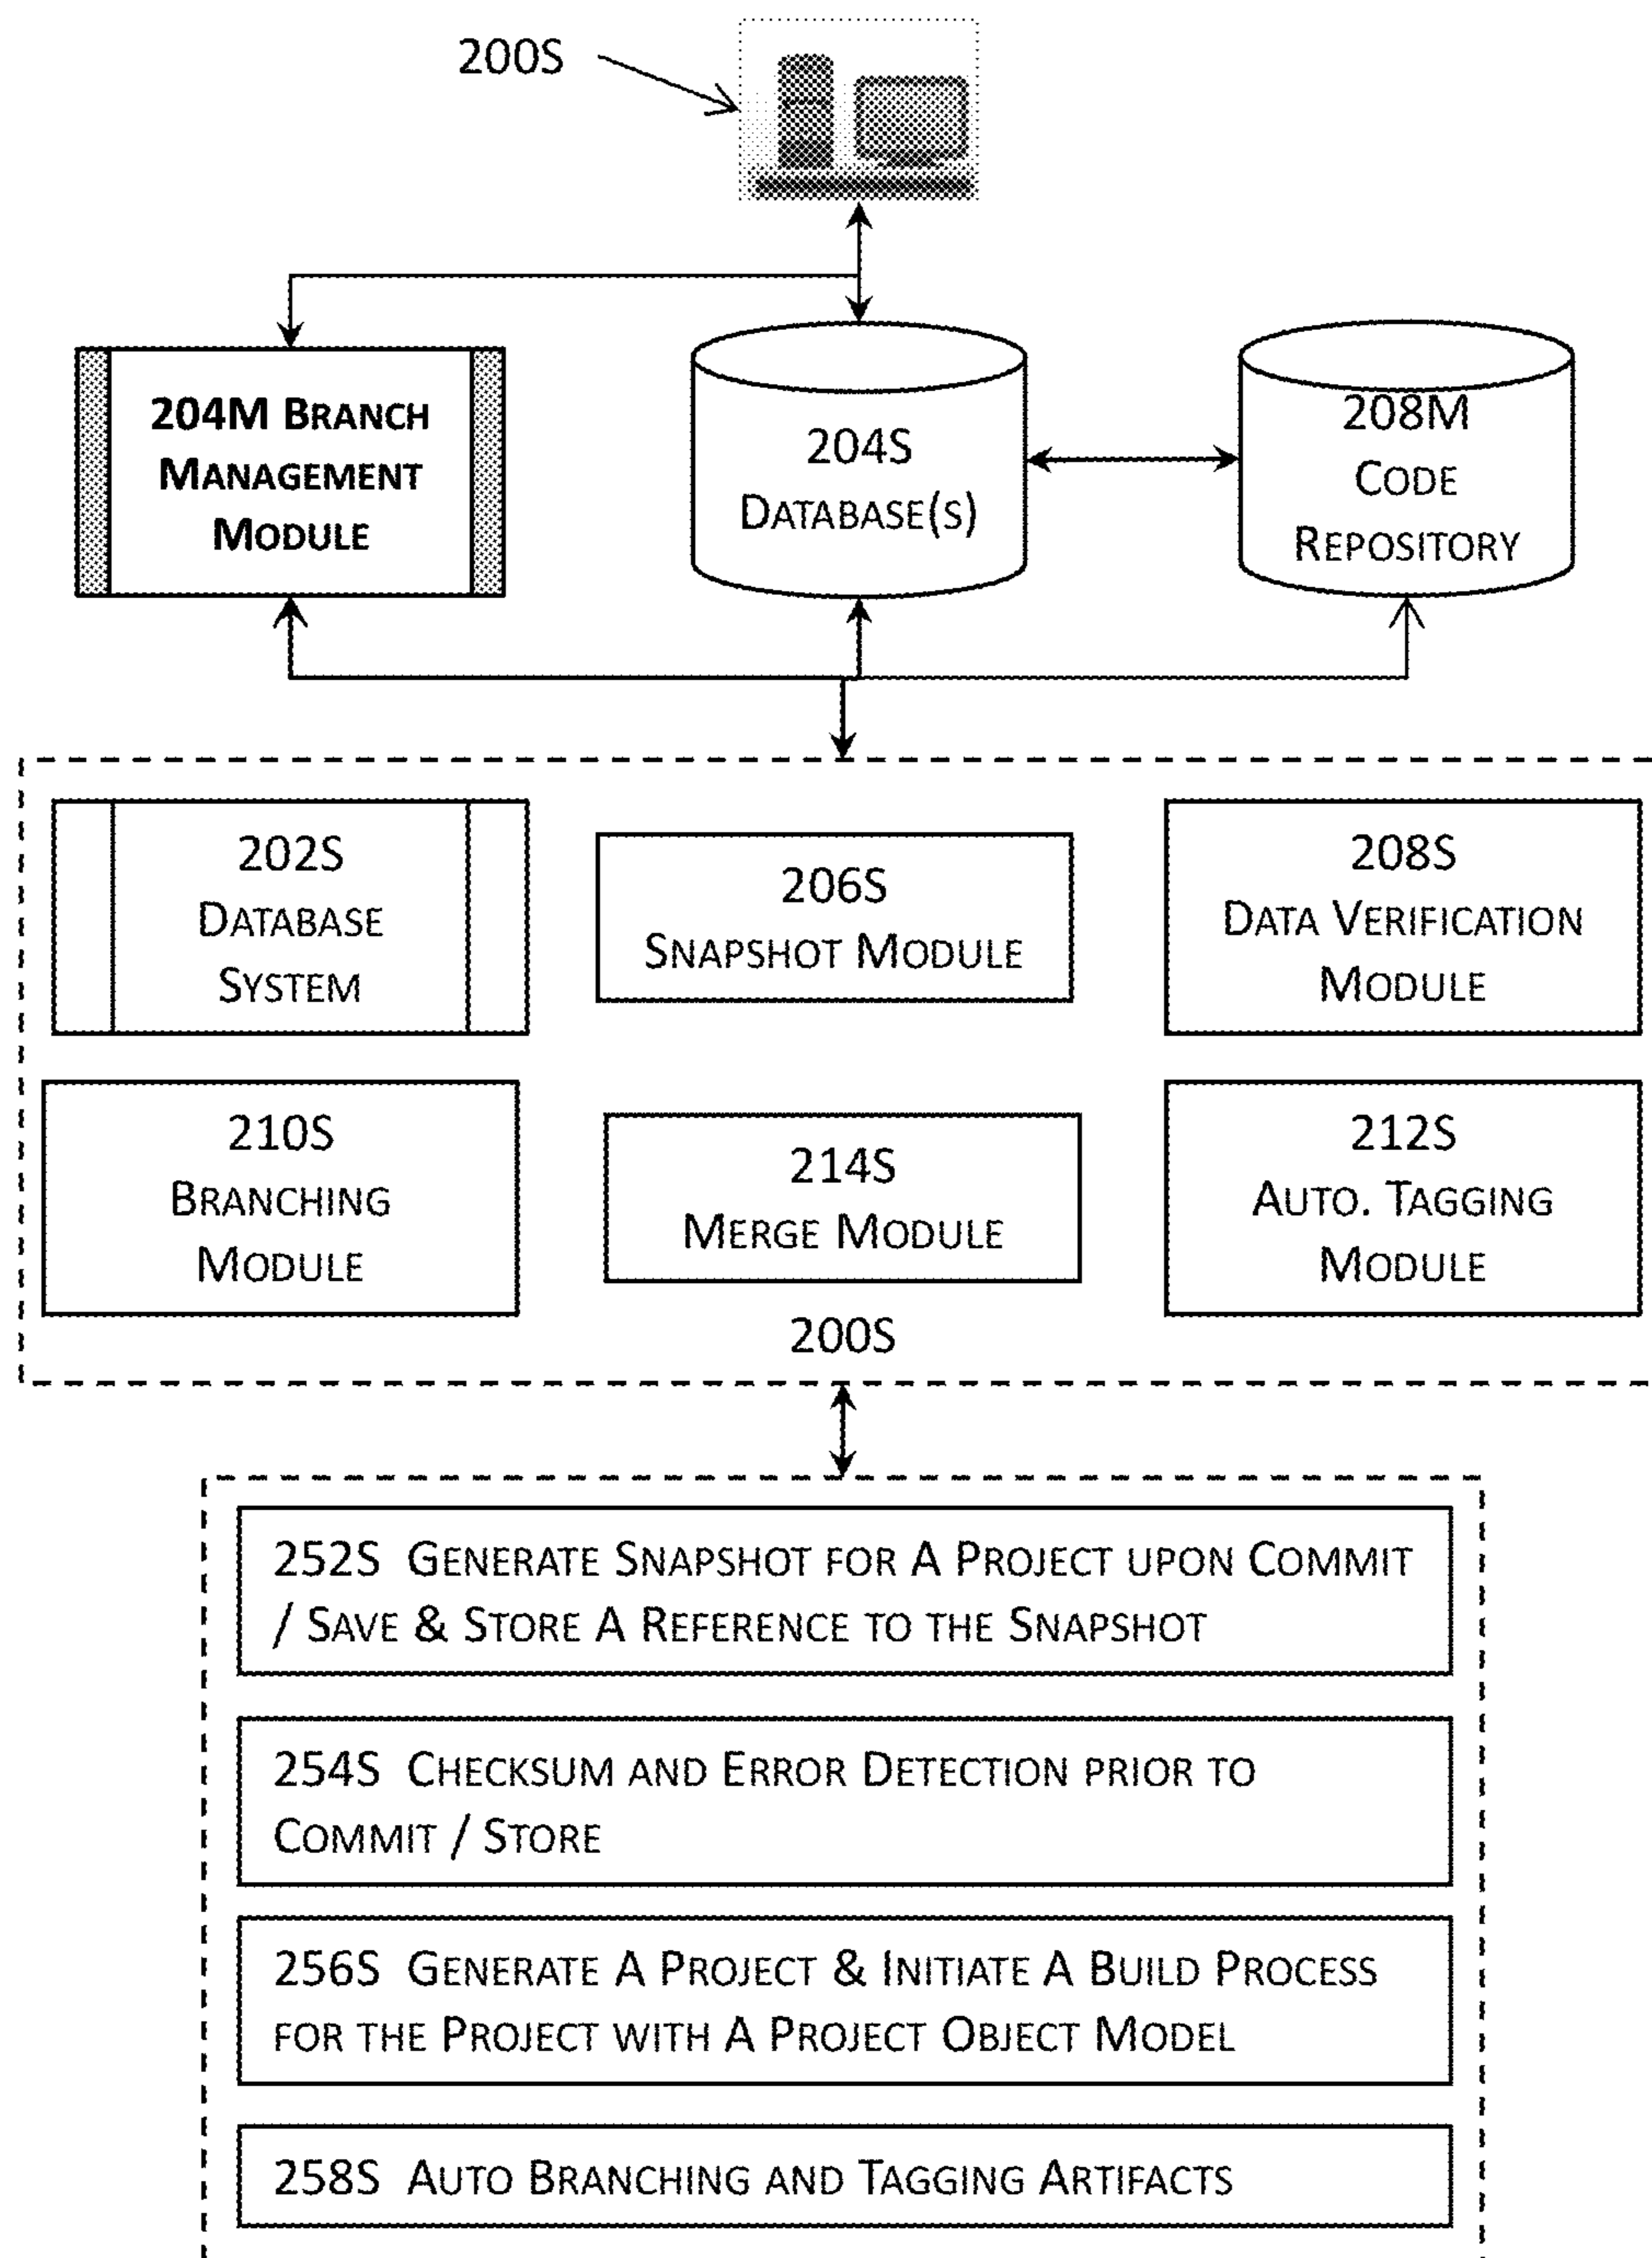 200S
204M BRANCH
MANAGEMENT
MODULE
204S
DATABASE(S)
208M
CODE
REPOSITORY
202S
DATABASE
SYSTEM
206S
SNAPSHOT MODULE
208S
DATA VERIFICATION
MODULE
210S
BRANCHING
MODULE
214S
MERGE MODULE
212S
AUTO. TAGGING
MODULE
200S
252S GENERATE SNAPSHOT FOR A PROJECT UPON COMMIT
/ SAVE & STORE A REFERENCE TO THE SNAPSHOT
254S CHECKSUM AND ERROR DETECTION PRIOR TO
COMMIT / STORE
256S GENERATE A PROJECT & INITIATE A BUILD PROCESS
FOR THE PROJECT WITH A PROJECT OBJECT MODEL
258S AUTO BRANCHING AND TAGGING ARTIFACTS